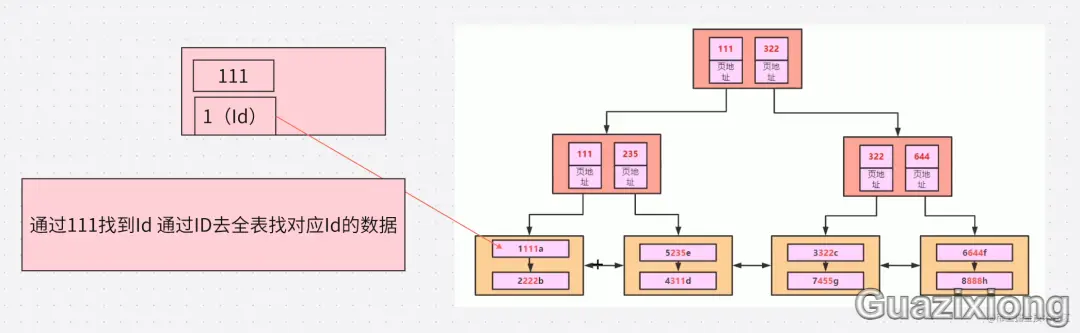 111
1（Id）
通过111找到Id 通过ID去全表找对应Id的数据
111 322
页地址 页地址
111 235
页地址 页地址
322 644
页地址 页地址
1111a
2222b
5235e
4311d
3322c
7455g
6644f
8888h
Guazixiong